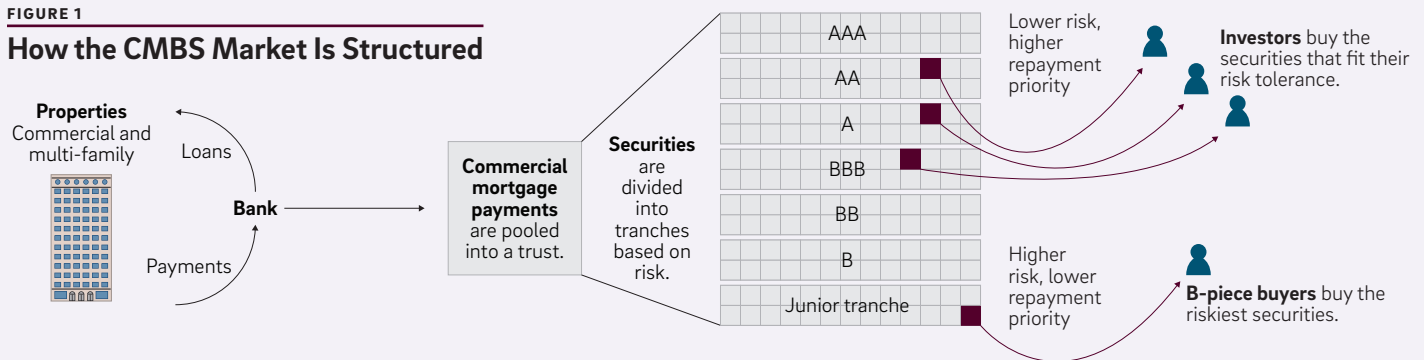 FIGURE 1
How the CMBS Market Is Structured
Properties
Commercial and
multi-family
Loans
Bank
Payments
Commercial
mortgage
payments
are pooled
into a trust.
Securities
are
divided
into
tranches
based on
risk.
AAA
AA
A
BBB
BB
B
Junior tranche
Lower risk,
higher
repayment
priority
Investors buy the
securities that fit their
risk tolerance.
Higher
risk, lower
repayment
priority
B-piece buyers buy the
riskiest securities.